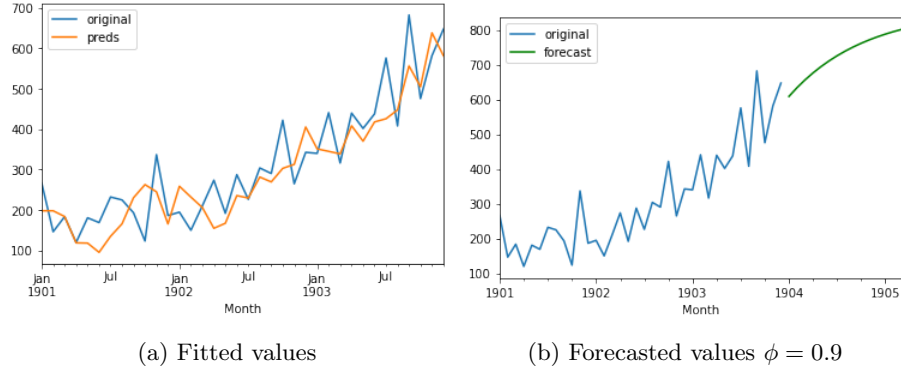 700
600
500
400
300
200
100
original
preds
Jan
1901
Jul
Jan
1902
Jul
Jan
1903
Jul
Month
(a) Fitted values
800
700
600
500
400
300
200
100
original
forecast
1901
1902
1903
1904
1905
Month
(b) Forecasted values ϕ = 0.9